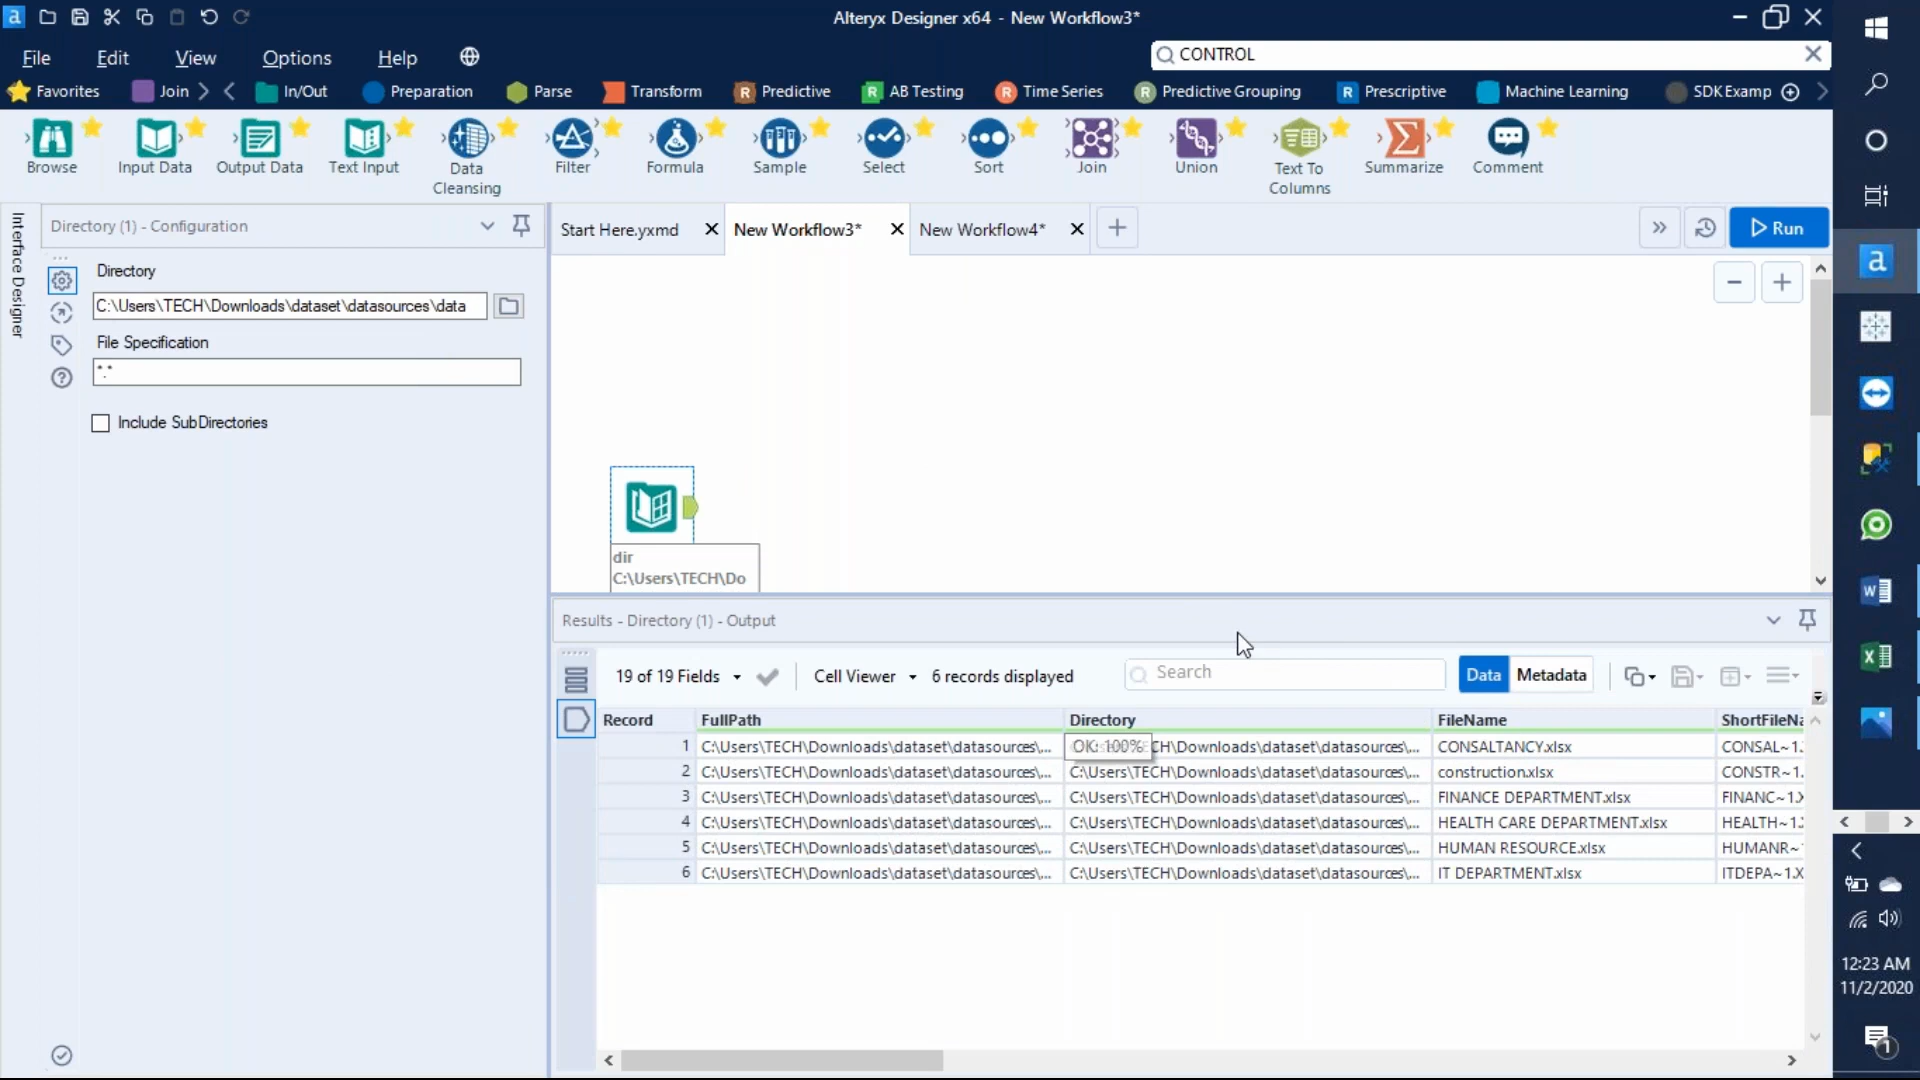 Alteryx Designer x64 - New Workflow3*
File Edit View Options Help
CONTROL
Favorites Join In/Out Preparation Parse Transform Predictive AB Testing Time Series Predictive Grouping Prescriptive Machine Learning SDK Examp
Browse Input Data Output Data Text Input Data Cleansing Filter Formula Sample Select Sort Join Union Text To Columns Summarize Comment
Interface Designer
Directory (1) - Configuration
Start Here.yxmd New Workflow3* New Workflow4*
Run
Directory
C:\Users\TECH\Downloads\dataset\datasources\data
File Specification
*.*
Include SubDirectories
dir
C:\Users\TECH\Do
Results - Directory (1) - Output
19 of 19 Fields Cell Viewer 6 records displayed Search Data Metadata
Record FullPath Directory FileName ShortFileNa
1 C:\Users\TECH\Downloads\dataset\datasources\... OK: 100% CH\Downloads\dataset\datasources\... CONSALTANCY.xlsx CONSAL~1.
2 C:\Users\TECH\Downloads\dataset\datasources\... C:\Users\TECH\Downloads\dataset\datasources\... construction.xlsx CONSTR~1.
3 C:\Users\TECH\Downloads\dataset\datasources\... C:\Users\TECH\Downloads\dataset\datasources\... FINANCE DEPARTMENT.xlsx FINANC~1.X
4 C:\Users\TECH\Downloads\dataset\datasources\... C:\Users\TECH\Downloads\dataset\datasources\... HEALTH CARE DEPARTMENT.xlsx HEALTH~1.
5 C:\Users\TECH\Downloads\dataset\datasources\... C:\Users\TECH\Downloads\dataset\datasources\... HUMAN RESOURCE.xlsx HUMANR~
6 C:\Users\TECH\Downloads\dataset\datasources\... C:\Users\TECH\Downloads\dataset\datasources\... IT DEPARTMENT.xlsx ITDEPA~1.X
12:23 AM
11/2/2020
1